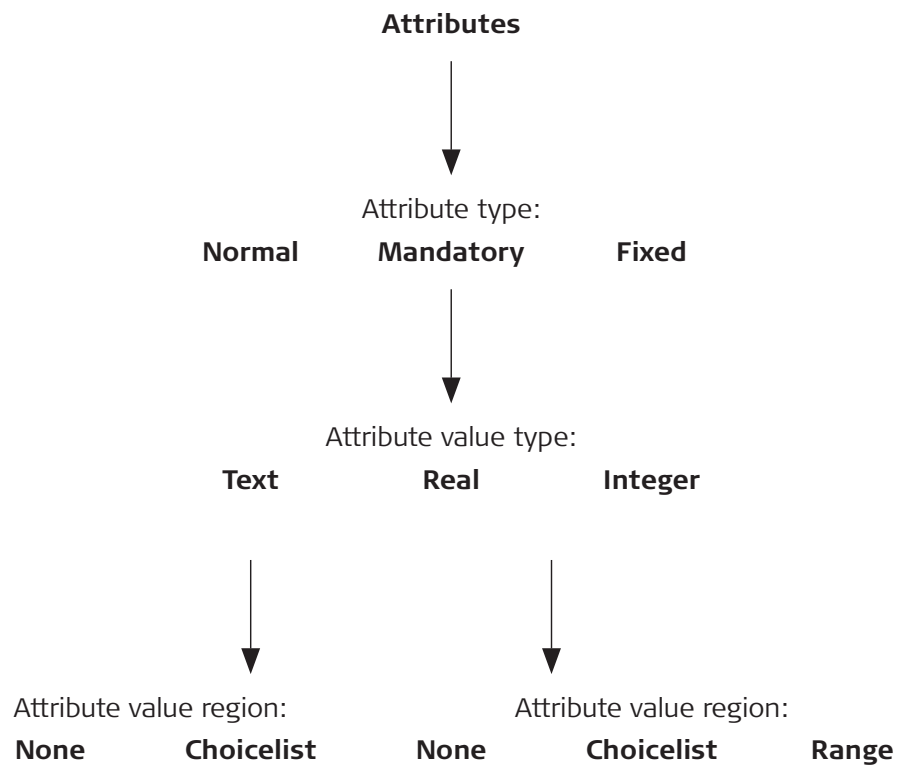 Attributes
Attribute type:
Normal Mandatory Fixed
Attribute value type:
Text Real Integer
Attribute value region: Attribute value region:
None Choicelist None Choicelist Range